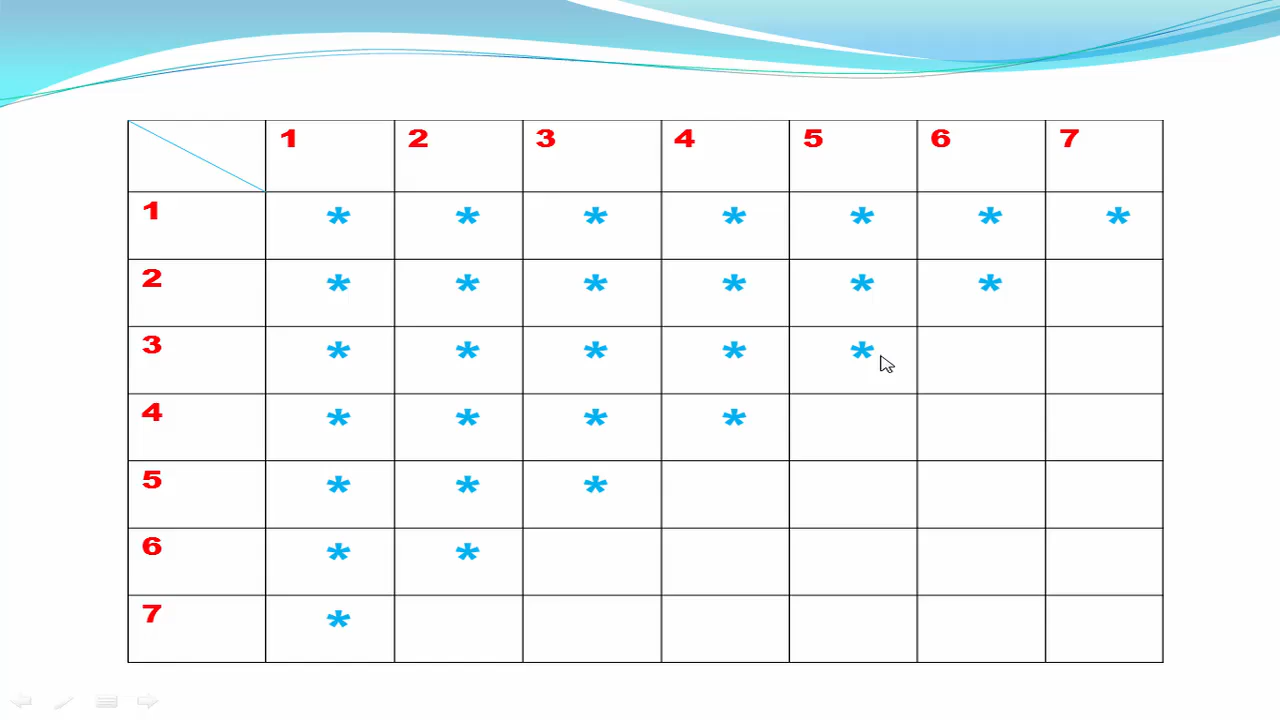 1 2 3 4 5 6 7
1 * * * * * * *
2 * * * * * *
3 * * * * *
4 * * * *
5 * * *
6 * *
7 *